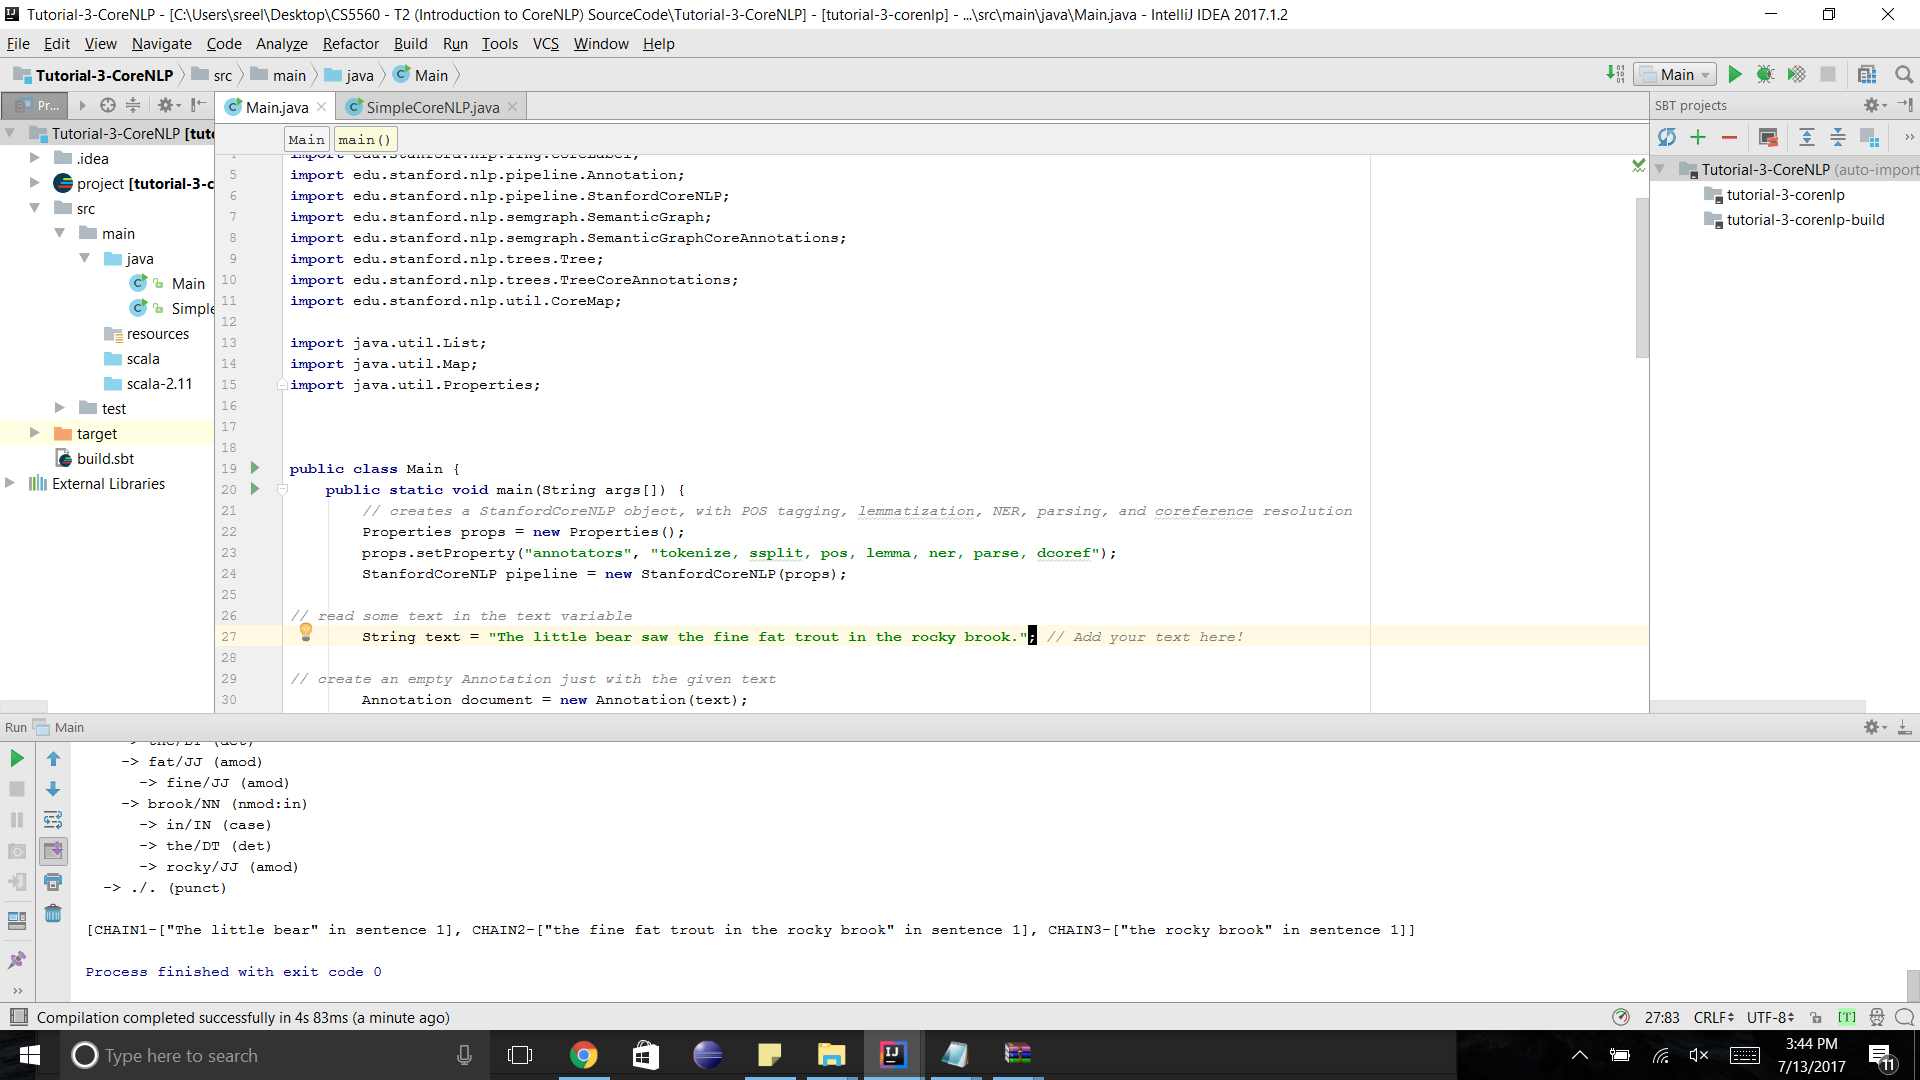 Tutorial-3-CoreNLP - [C:\Users\sreel\Desktop\CS5560 - T2 (Introduction to CoreNLP) SourceCode\Tutorial-3-CoreNLP] - [tutorial-3-corenlp] - ...\src\main\java\Main.java - IntelliJ IDEA 2017.1.2
File Edit View Navigate Code Analyze Refactor Build Run Tools VCS Window Help
Tutorial-3-CoreNLP src main java Main
Main
Pr...
Main.java SimpleCoreNLP.java
SBT projects
Main main()
Tutorial-3-CoreNLP [tut
.idea
project [tutorial-3-c
src
main
java
Main
Simple
resources
scala
scala-2.11
test
target
build.sbt
External Libraries
import edu.stanford.nlp.ling.CoreLabel;
5 import edu.stanford.nlp.pipeline.Annotation;
6 import edu.stanford.nlp.pipeline.StanfordCoreNLP;
7 import edu.stanford.nlp.semgraph.SemanticGraph;
8 import edu.stanford.nlp.semgraph.SemanticGraphCoreAnnotations;
9 import edu.stanford.nlp.trees.Tree;
10 import edu.stanford.nlp.trees.TreeCoreAnnotations;
11 import edu.stanford.nlp.util.CoreMap;
12
13 import java.util.List;
14 import java.util.Map;
15 import java.util.Properties;
16
17
18
19 public class Main {
20 public static void main(String args[]) {
21 // creates a StanfordCoreNLP object, with POS tagging, lemmatization, NER, parsing, and coreference resolution
22 Properties props = new Properties();
23 props.setProperty("annotators", "tokenize, ssplit, pos, lemma, ner, parse, dcoref");
24 StanfordCoreNLP pipeline = new StanfordCoreNLP(props);
25
26 // read some text in the text variable
27 String text = "The little bear saw the fine fat trout in the rocky brook."; // Add your text here!
28
29 // create an empty Annotation just with the given text
30 Annotation document = new Annotation(text);
Tutorial-3-CoreNLP (auto-import
tutorial-3-corenlp
tutorial-3-corenlp-build
Run Main
-> the/DT (det)
-> fat/JJ (amod)
-> fine/JJ (amod)
-> brook/NN (nmod:in)
-> in/IN (case)
-> the/DT (det)
-> rocky/JJ (amod)
-> ./. (punct)
[CHAIN1-["The little bear" in sentence 1], CHAIN2-["the fine fat trout in the rocky brook" in sentence 1], CHAIN3-["the rocky brook" in sentence 1]]
Process finished with exit code 0
Compilation completed successfully in 4s 83ms (a minute ago)
27:83 CRLF UTF-8 [T]
Type here to search
3:44 PM
7/13/2017
11